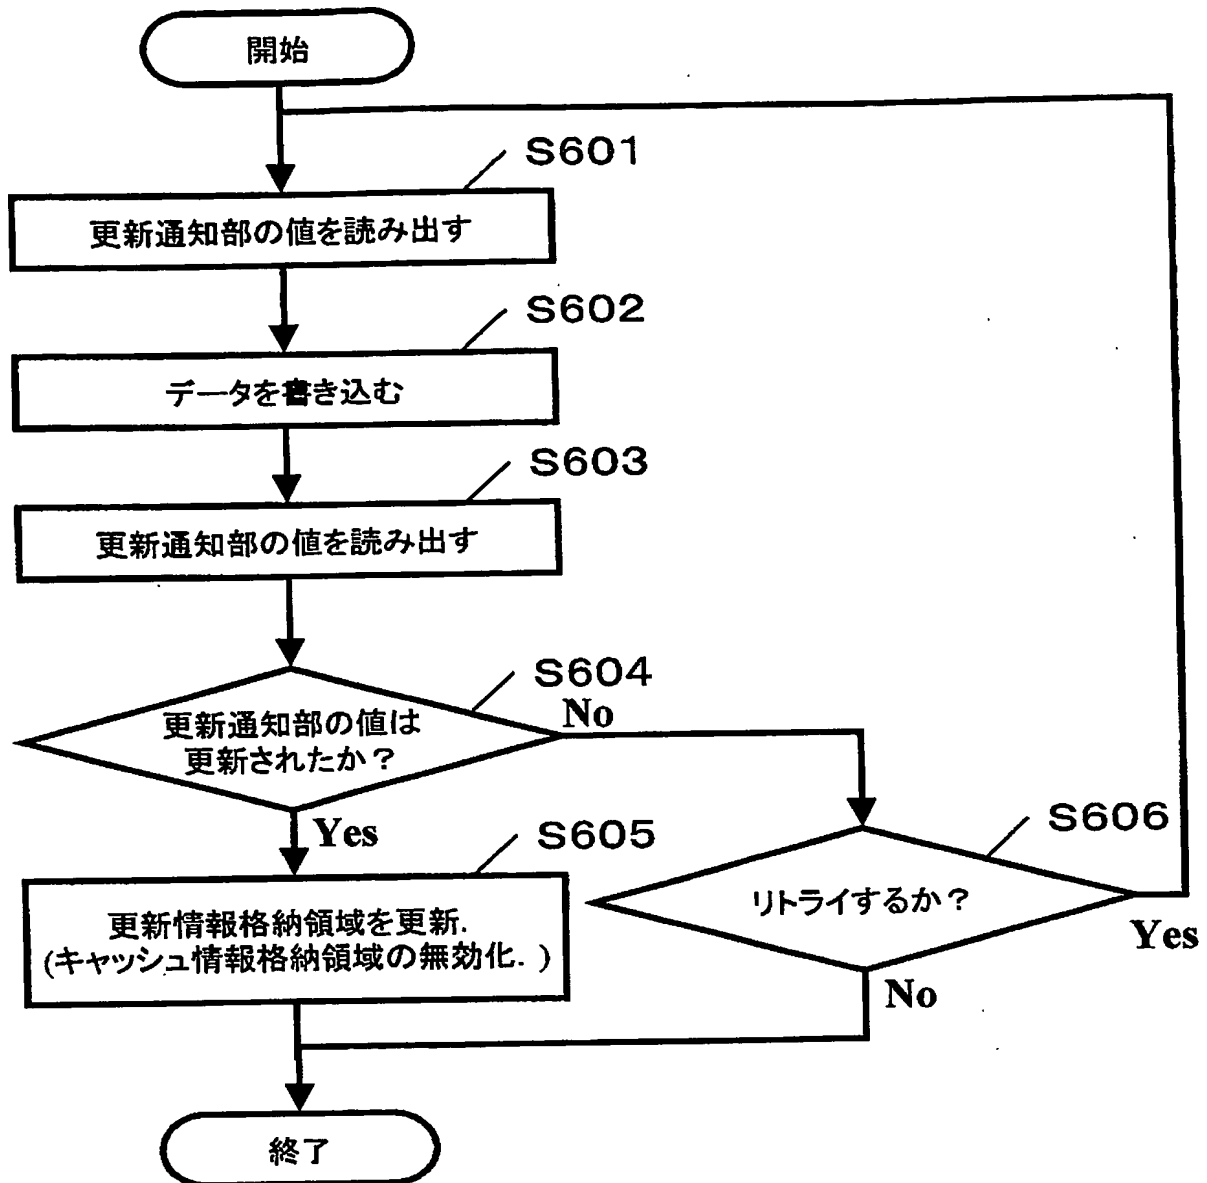 開始
S601
更新通知部の値を読み出す
S602
データを書き込む
S603
更新通知部の値を読み出す
S604
更新通知部の値は
更新されたか？
No
Yes
S605
更新情報格納領域を更新.
(キャッシュ情報格納領域の無効化. )
S606
リトライするか？
Yes
No
終了